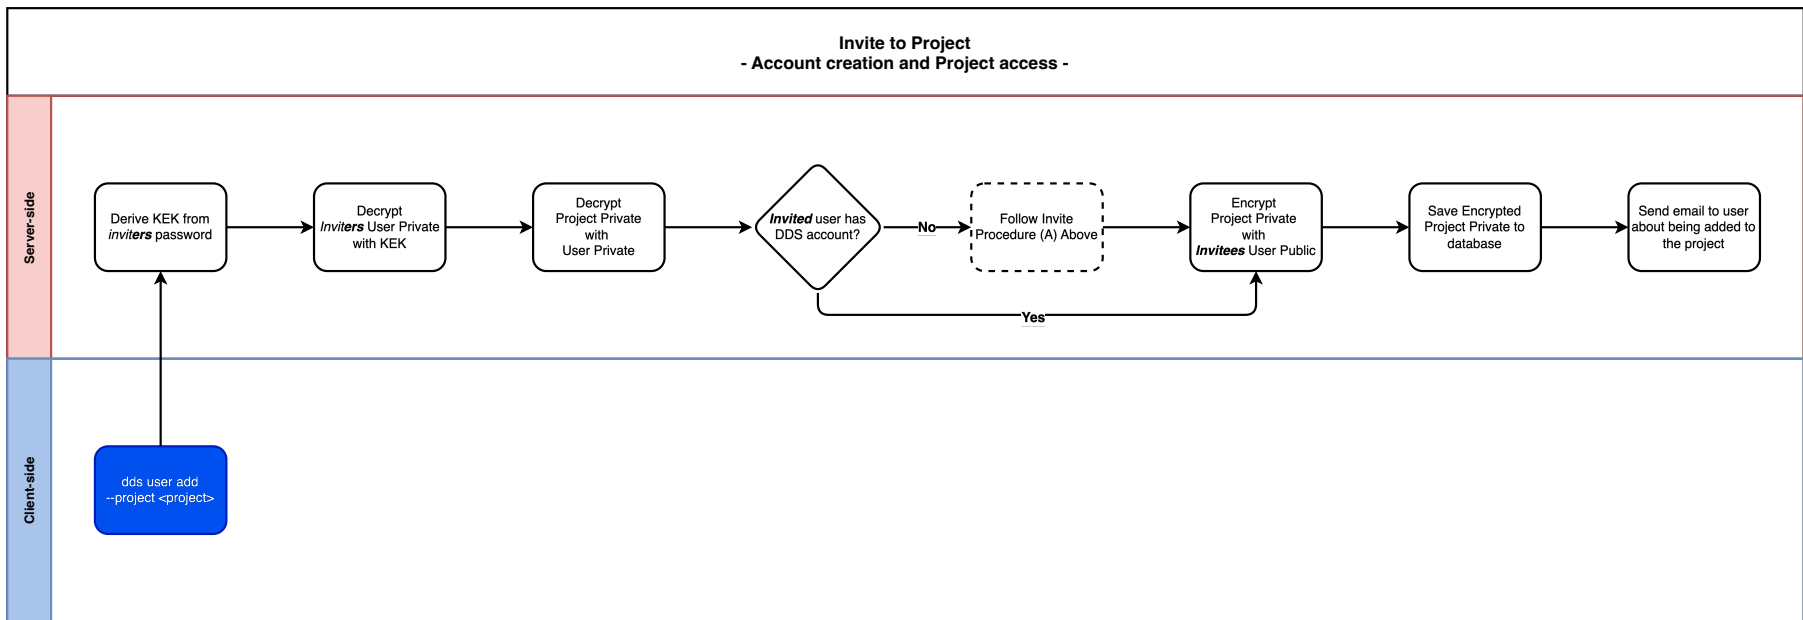 Invite to Project
- Account creation and Project access -
Server-side
Derive KEK from
inviters password
Decrypt
Inviters User Private
with KEK
Decrypt
Project Private
with
User Private
Invited user has
DDS account?
No
Follow Invite
Procedure (A) Above
Encrypt
Project Private
with
Invitees User Public
Save Encrypted
Project Private to
database
Send email to user
about being added to
the project
Yes
Client-side
dds user add
--project <project>